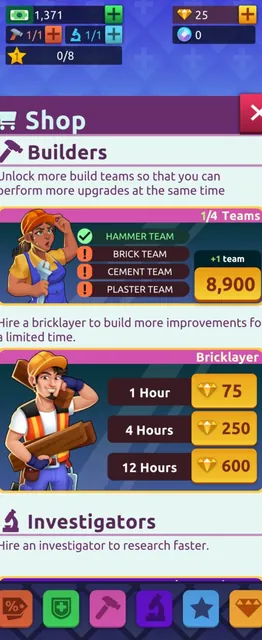 1,371
25
1/1
1/1
0
0/8
Shop
Builders
Unlock more build teams so that you can
perform more upgrades at the same time
1/4 Teams
HAMMER TEAM
BRICK TEAM
CEMENT TEAM
PLASTER TEAM
+1 team
8,900
Hire a bricklayer to build more improvements fo
a limited time.
Bricklayer
1 Hour
75
4 Hours
250
12 Hours
600
Investigators
Hire an investigator to research faster.